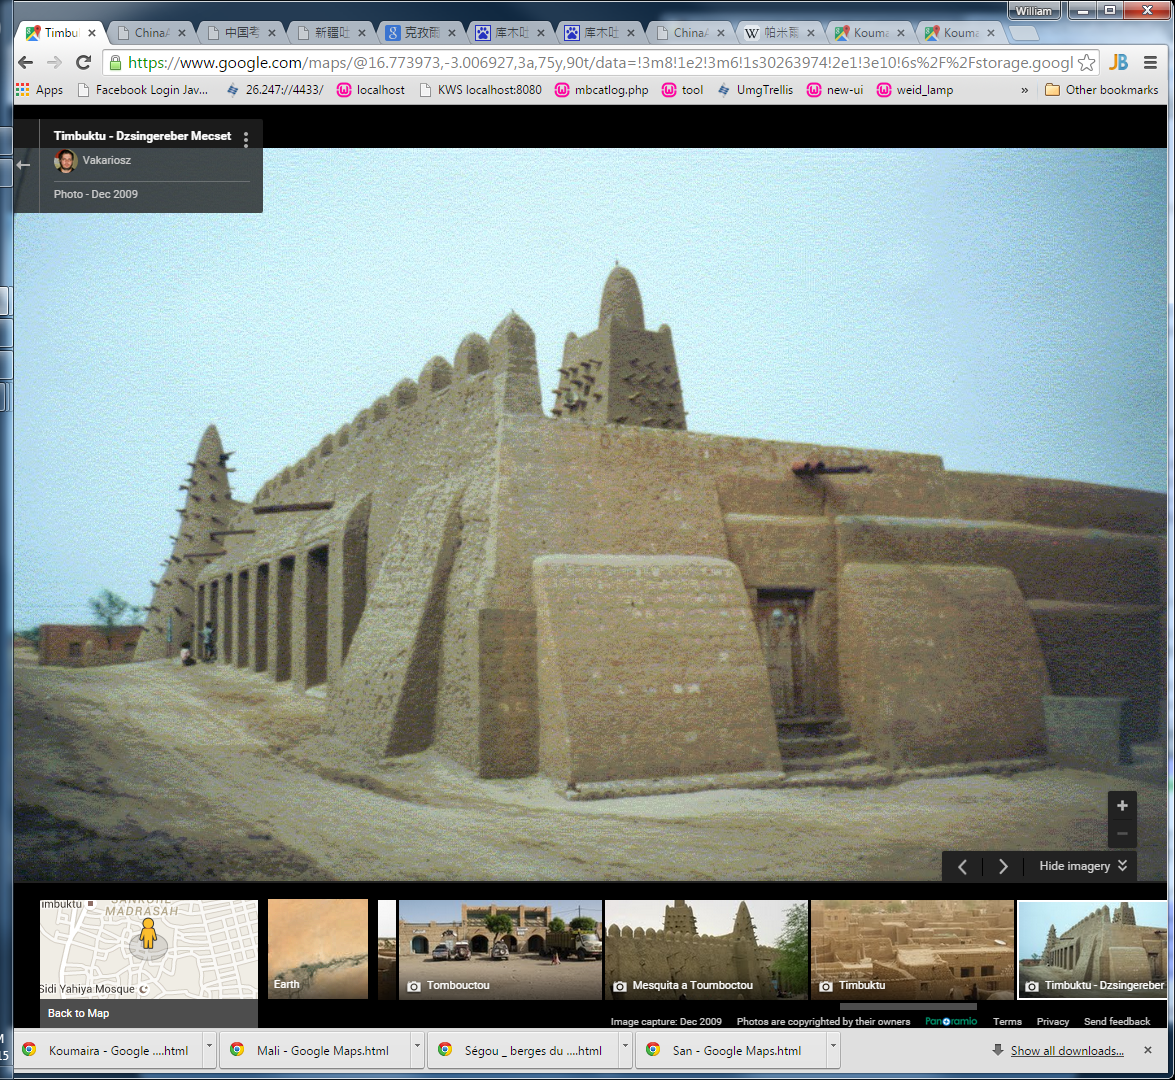 William
Timbu
ChinaA
中国考
新疆吐
克孜爾
库木吐
库木吐
ChinaA
帕米爾
Kouma
Kouma
https://www.google.com/maps/@16.773973,-3.006927,3a,75y,90t/data=!3m8!1e2!3m6!1s30263974!2e1!3e10!6s%2F%2Fstorage.googl
JB
Apps
Facebook Login Jav...
26.247://4433/
localhost
KWS localhost:8080
mbcatlog.php
tool
UmgTrellis
new-ui
weid_lamp
»
Other bookmarks
Timbuktu - Dzsingereber Mecset
Vakariosz
Photo - Dec 2009
Hide imagery
imbuktu
SANKORE
MADRASAH
Sidi Yahiya Mosque
Back to Map
Earth
Tombouctou
Mesquita a Toumboctou
Timbuktu
Timbuktu - Dzsingereber
Image capture: Dec 2009
Photos are copyrighted by their owners
Panoramio
Terms
Privacy
Send feedback
M
15
Koumaira - Google ....html
Mali - Google Maps.html
Ségou _ berges du ....html
San - Google Maps.html
Show all downloads...